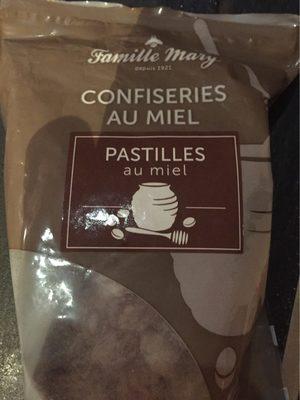 Famille Mary
depuis 1921
CONFISERIES
AU MIEL
PASTILLES
au miel